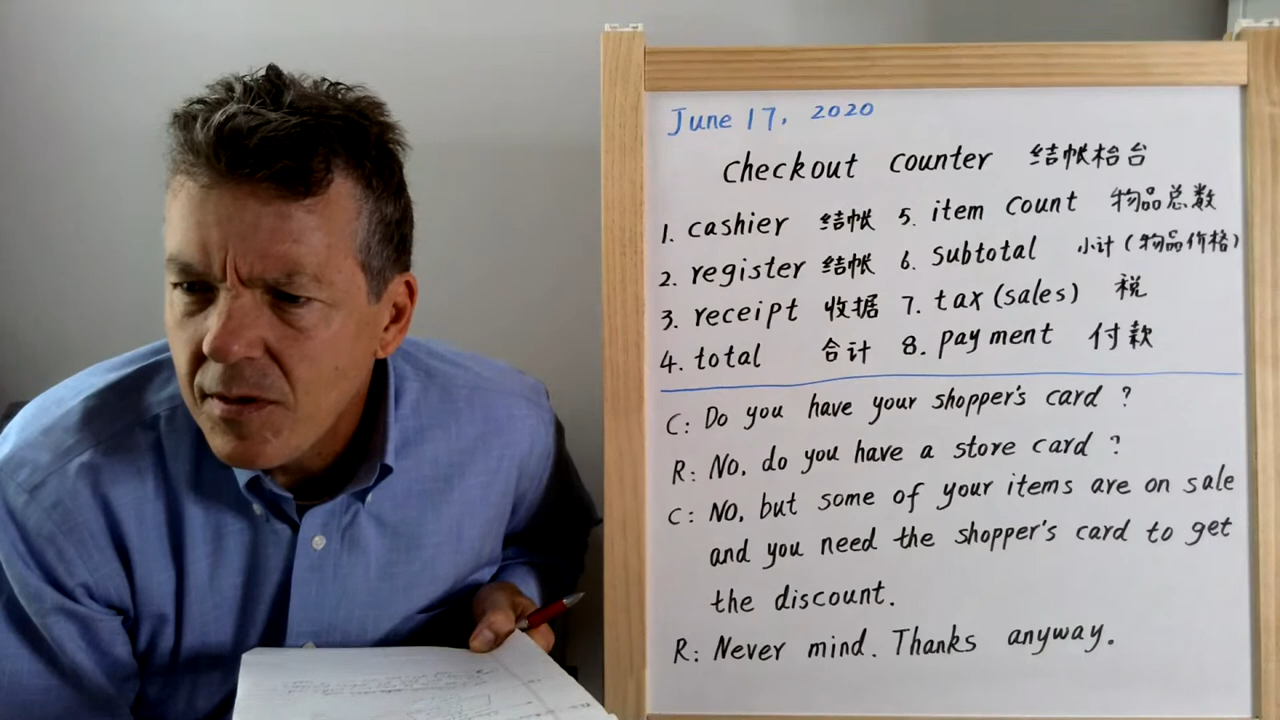 June 17, 2020
checkout counter 结帐枱台
1. cashier 结帐 5. item count 物品总数
2. register 结帐 6. subtotal 小计(物品价格)
3. receipt 收据 7. tax (sales) 税
4. total 合计 8. payment 付款
C: Do you have your shopper's card ?
R: No, do you have a store card ?
C: No, but some of your items are on sale
and you need the shopper's card to get
the discount.
R: Never mind. Thanks anyway.